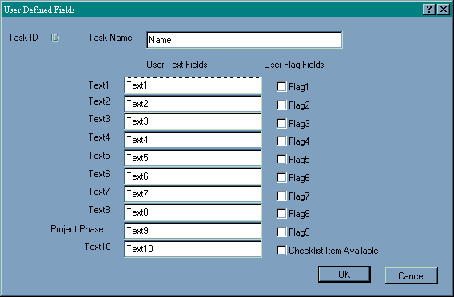 User Defined Fields
Task ID ID Task Name Name
User Text Fields User Flag Fields
Text1 Text1 Flag1
Text2 Text2 Flag2
Text3 Text3 Flag3
Text4 Text4 Flag4
Text5 Text5 Flag5
Text6 Text6 Flag6
Text7 Text7 Flag7
Text8 Text8 Flag8
Project Phase Text9 Flag9
Text10 Text10 Checklist Item Available
OK Cancel